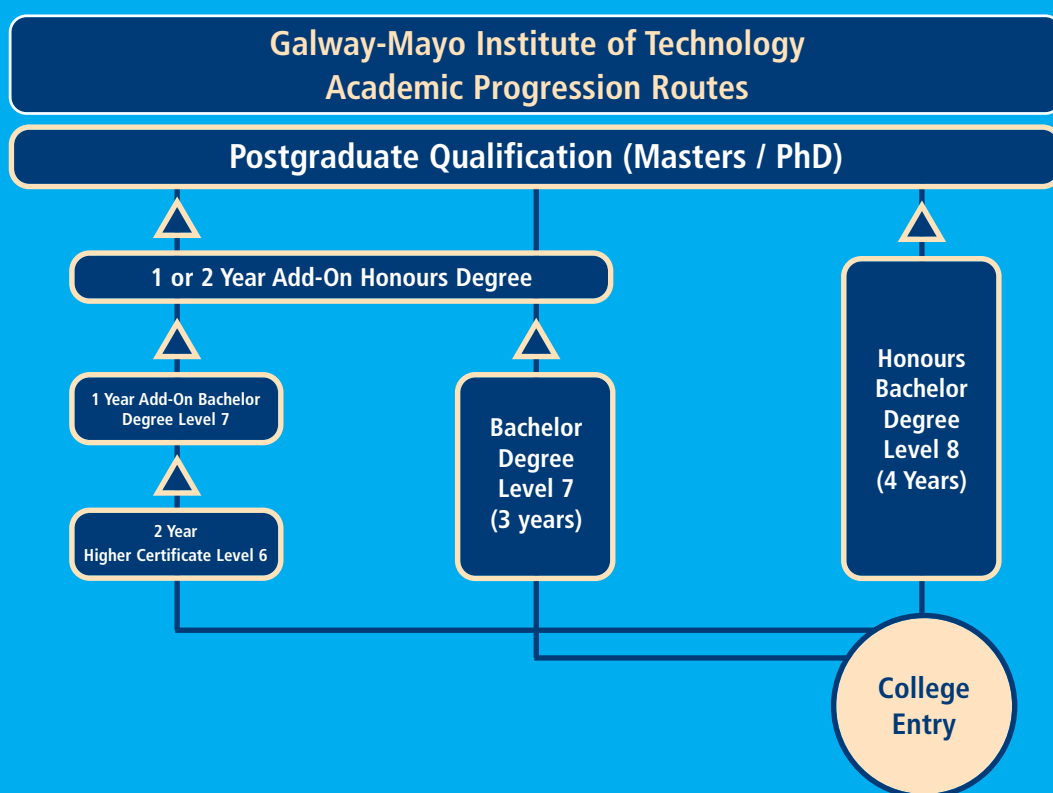 Galway-Mayo Institute of Technology
Academic Progression Routes
Postgraduate Qualification (Masters / PhD)
1 or 2 Year Add-On Honours Degree
1 Year Add-On Bachelor
Degree Level 7
2 Year
Higher Certificate Level 6
Bachelor
Degree
Level 7
(3 years)
Honours
Bachelor
Degree
Level 8
(4 Years)
College
Entry